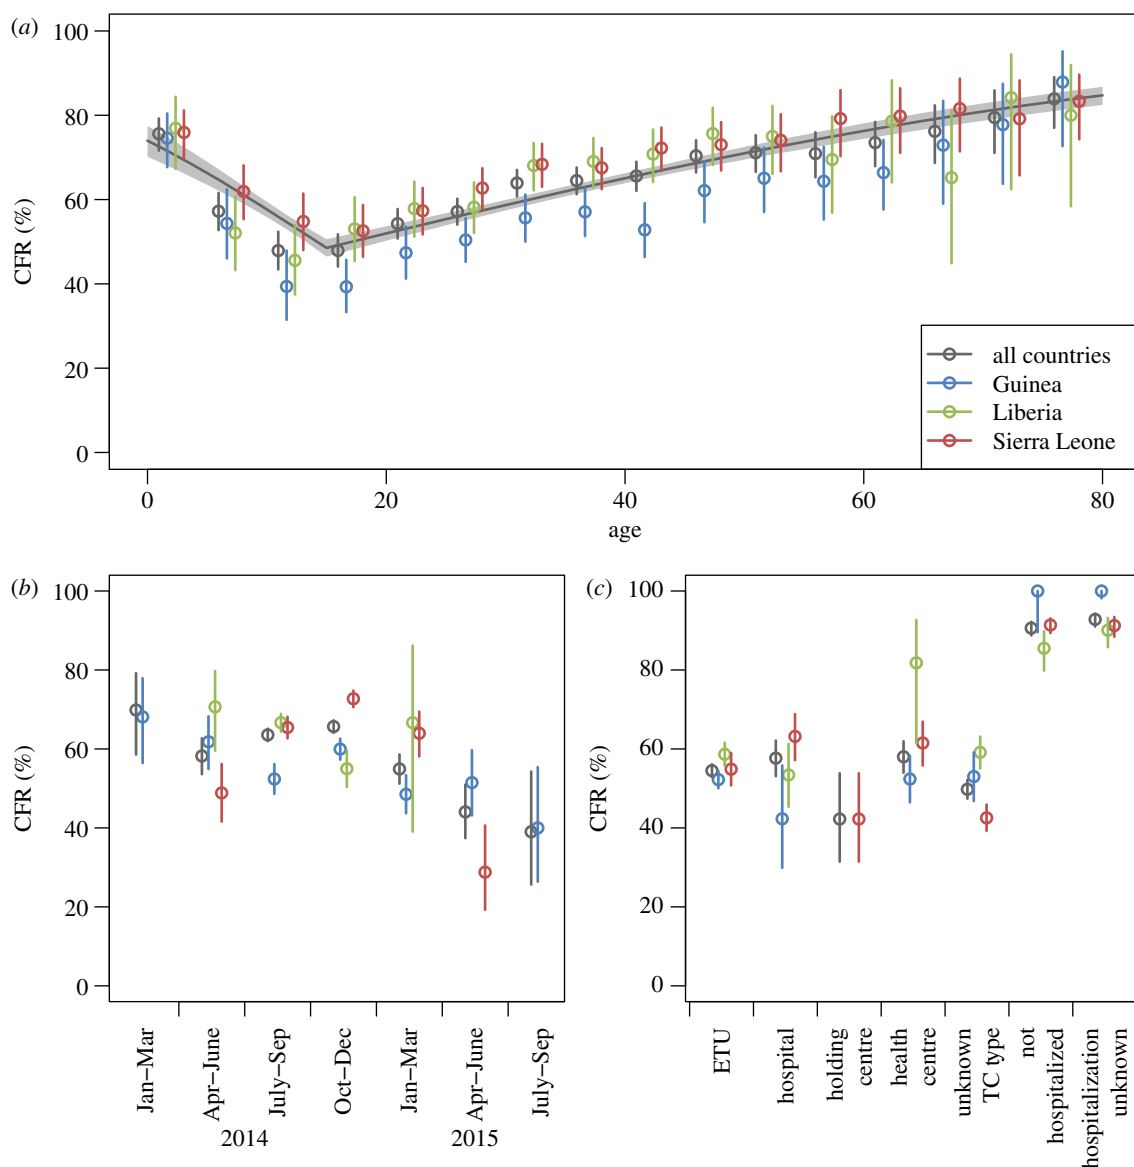 (a)
100
80
60
40
20
0
CFR (%)
all countries
Guinea
Liberia
Sierra Leone
0 20 40 60 80
age
(b)
100
80
60
40
20
0
CFR (%)
Jan–Mar
Apr–June
July–Sep
Oct–Dec
Jan–Mar
Apr–June
July–Sep
2014 2015
(c)
100
80
60
40
20
0
CFR (%)
ETU
hospital
holding
centre
health
centre
unknown
TC type
not
hospitalized
hospitalization
unknown